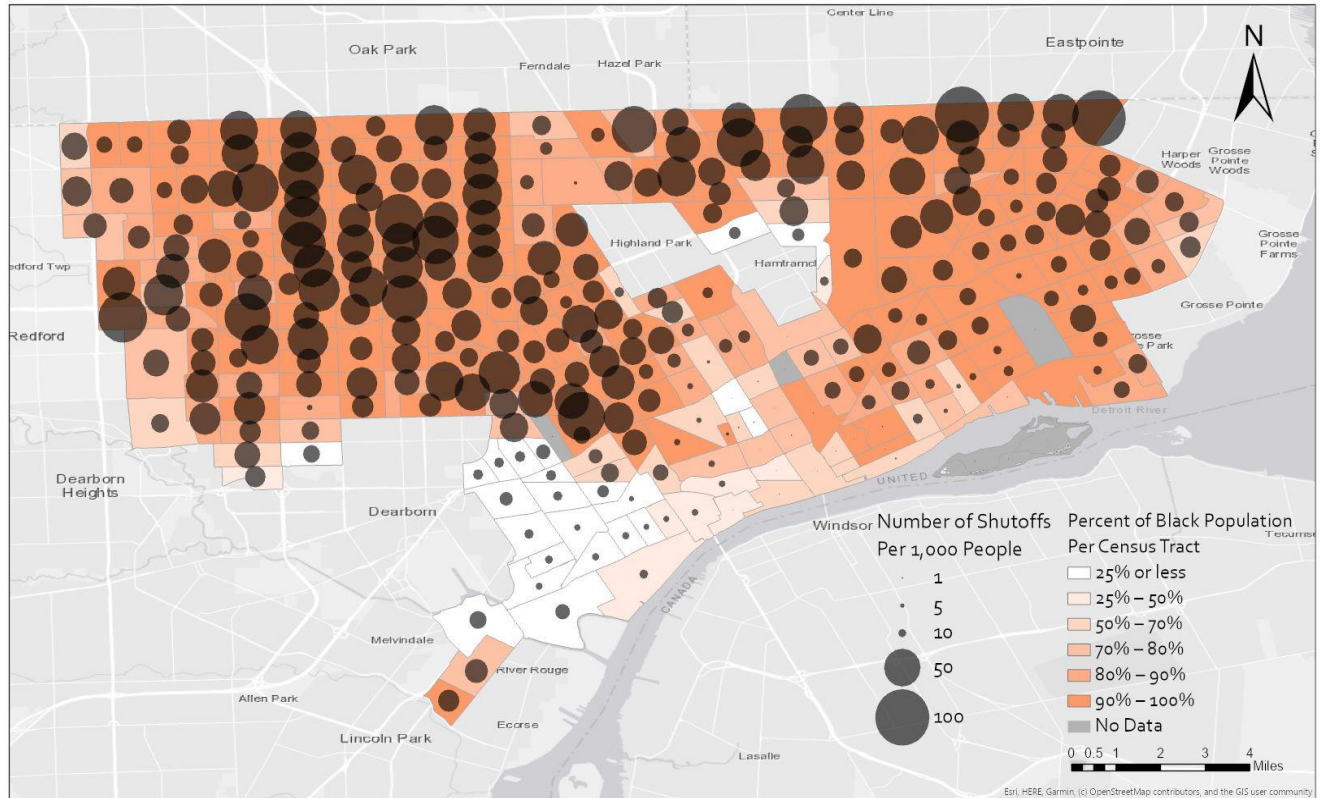 Center Line
Oak Park
Eastpointe
Ferndale
Hazel Park
N
Harper
Woods
Grosse
Pointe
Woods
Highland Park
Grosse
Pointe
Farms
edford Twp
Hamtramck
Grosse Pointe
Redford
rosse
e Park
Detroit River
UNITED
Dearborn
Heights
Dearborn
Windsor
Tecumse
CANADA
Melvindale
River Rouge
Allen Park
Ecorse
Lincoln Park
Lasalle
Number of Shutoffs
Per 1,000 People
1
5
10
50
100
Percent of Black Population
Per Census Tract
25% or less
25% – 50%
50% – 70%
70% – 80%
80% – 90%
90% – 100%
No Data
0 0.5 1 2 3 4
Miles
Esri, HERE, Garmin, (c) OpenStreetMap contributors, and the GIS user community